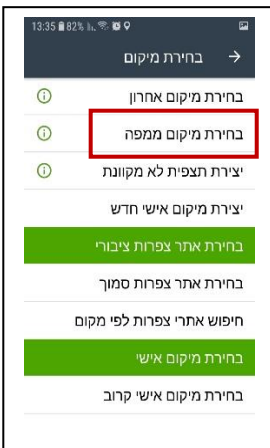 13:35 82%
בחירת מיקום
בחירת מיקום אחרון
בחירת מיקום ממפה
יצירת תצפית לא מקוונת
יצירת מיקום אישי חדש
בחירת אתר צפרות ציבורי
בחירת אתר צפרות סמוך
חיפוש אתרי צפרות לפי מקום
בחירת מיקום אישי
בחירת מיקום אישי קרוב